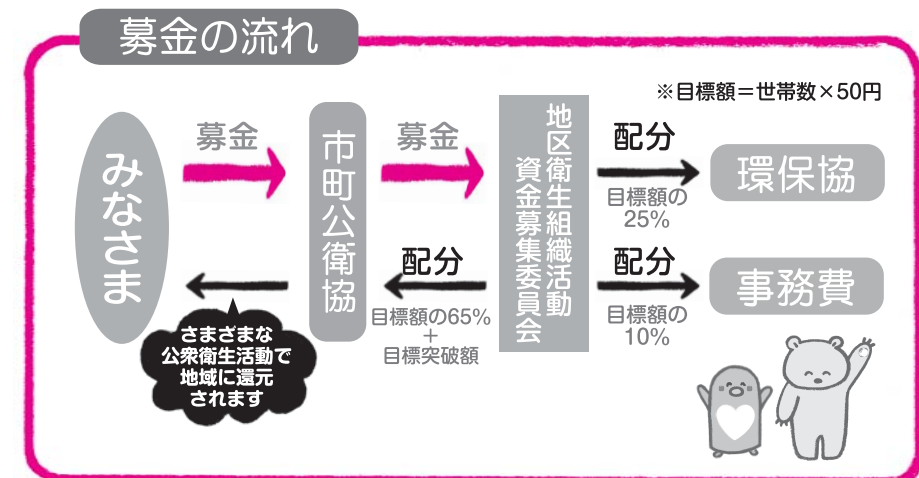 募金の流れ
※目標額＝世帯数×50円
みなさま
募金
市町公衛協
募金
地区衛生組織活動
資金募集委員会
配分
目標額の
25%
環保協
配分
目標額の65%
＋
目標突破額
配分
目標額の
10%
事務費
さまざまな
公衆衛生活動で
地域に還元
されます